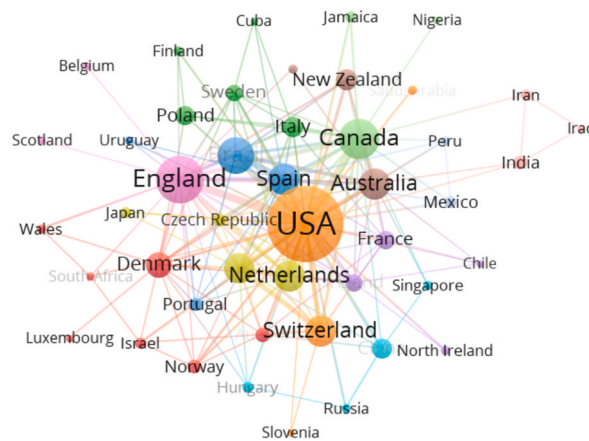 Cuba
Jamaica
Nigeria
Finland
Belgium
Sweden
New Zealand
Saudi Arabia
Iran
Poland
Italy
Canada
Scotland
Uruguay
Peru
India
England
Spain
Australia
Mexico
Japan
Czech Republic
USA
Wales
France
Denmark
Netherlands
Chile
South Africa
Singapore
Portugal
Luxembourg
Israel
Switzerland
North Ireland
Norway
Hungary
Russia
Slovenia